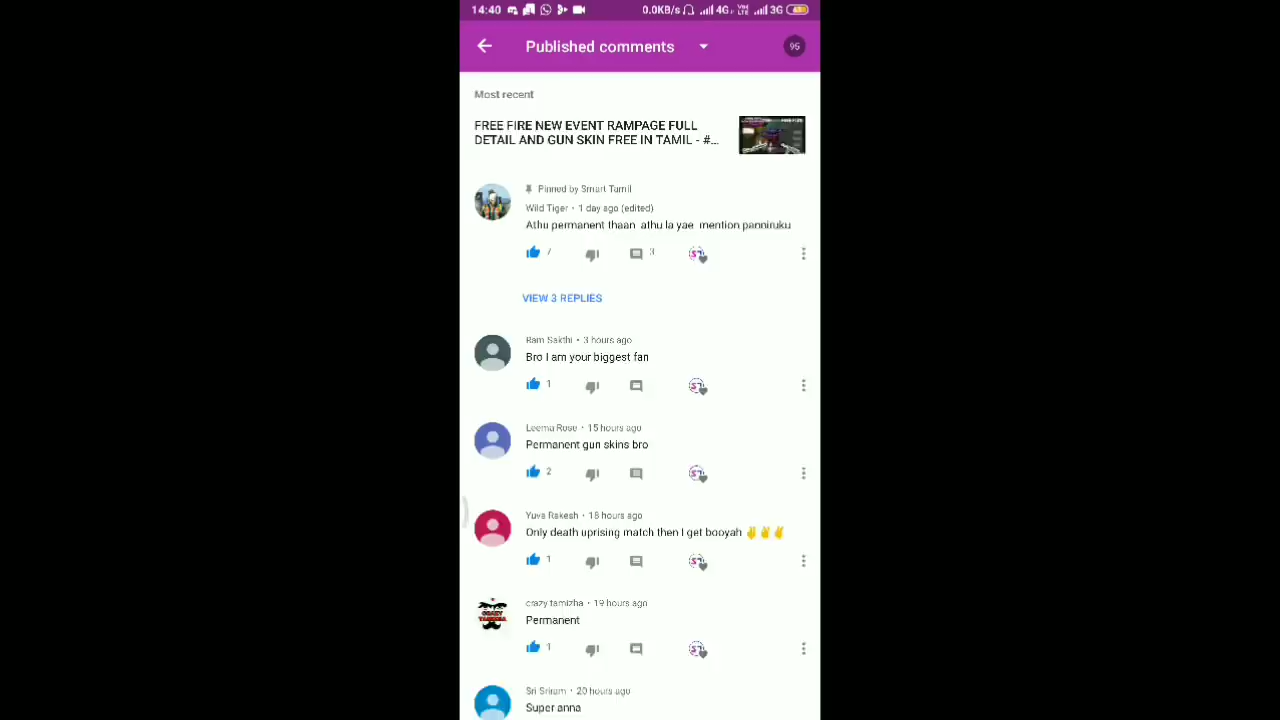 14:40 0.0KB/s 4G VoLTE 3G
Published comments 95
Most recent
FREE FIRE NEW EVENT RAMPAGE FULL
DETAIL AND GUN SKIN FREE IN TAMIL - #...
Pinned by Smart Tamil
Wild Tiger • 1 day ago (edited)
Athu permanent thaan athu la yae mention panniruku
7 3
VIEW 3 REPLIES
Ram Sakthi • 3 hours ago
Bro I am your biggest fan
1
Leema Rose • 15 hours ago
Permanent gun skins bro
2
Yuva Rakesh • 18 hours ago
Only death uprising match then I get booyah ✌✌✌
1
crazy tamizha • 19 hours ago
CRAZY
TAMIZHA
Permanent
1
Sri Sriram • 20 hours ago
Super anna